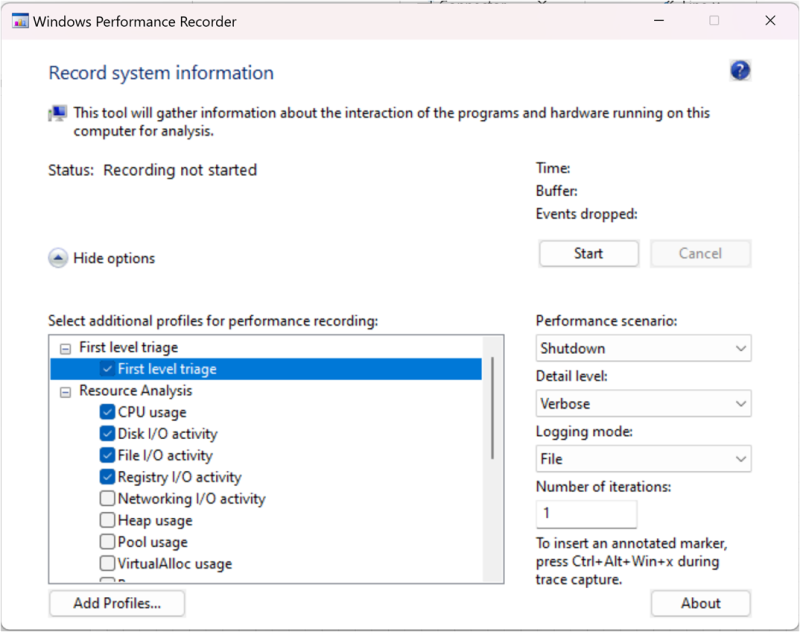 Windows Performance Recorder
Record system information
This tool will gather information about the interaction of the programs and hardware running on this
computer for analysis.
Status: Recording not started
Time:
Buffer:
Events dropped:
Hide options
Start
Cancel
Select additional profiles for performance recording:
First level triage
First level triage
Resource Analysis
CPU usage
Disk I/O activity
File I/O activity
Registry I/O activity
Networking I/O activity
Heap usage
Pool usage
VirtualAlloc usage
Performance scenario:
Shutdown
Detail level:
Verbose
Logging mode:
File
Number of iterations:
1
To insert an annotated marker,
press Ctrl+Alt+Win+x during
trace capture.
Add Profiles...
About